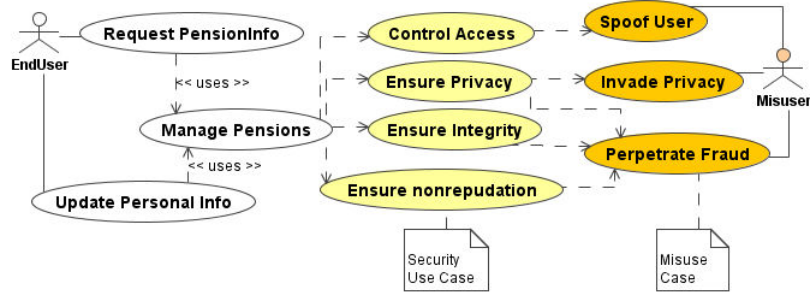 EndUser
Request PensionInfo
<< uses >>
Manage Pensions
<< uses >>
Update Personal Info
Control Access
Ensure Privacy
Ensure Integrity
Ensure nonrepudation
Security
Use Case
Spoof User
Invade Privacy
Perpetrate Fraud
Misuser
Misuse
Case